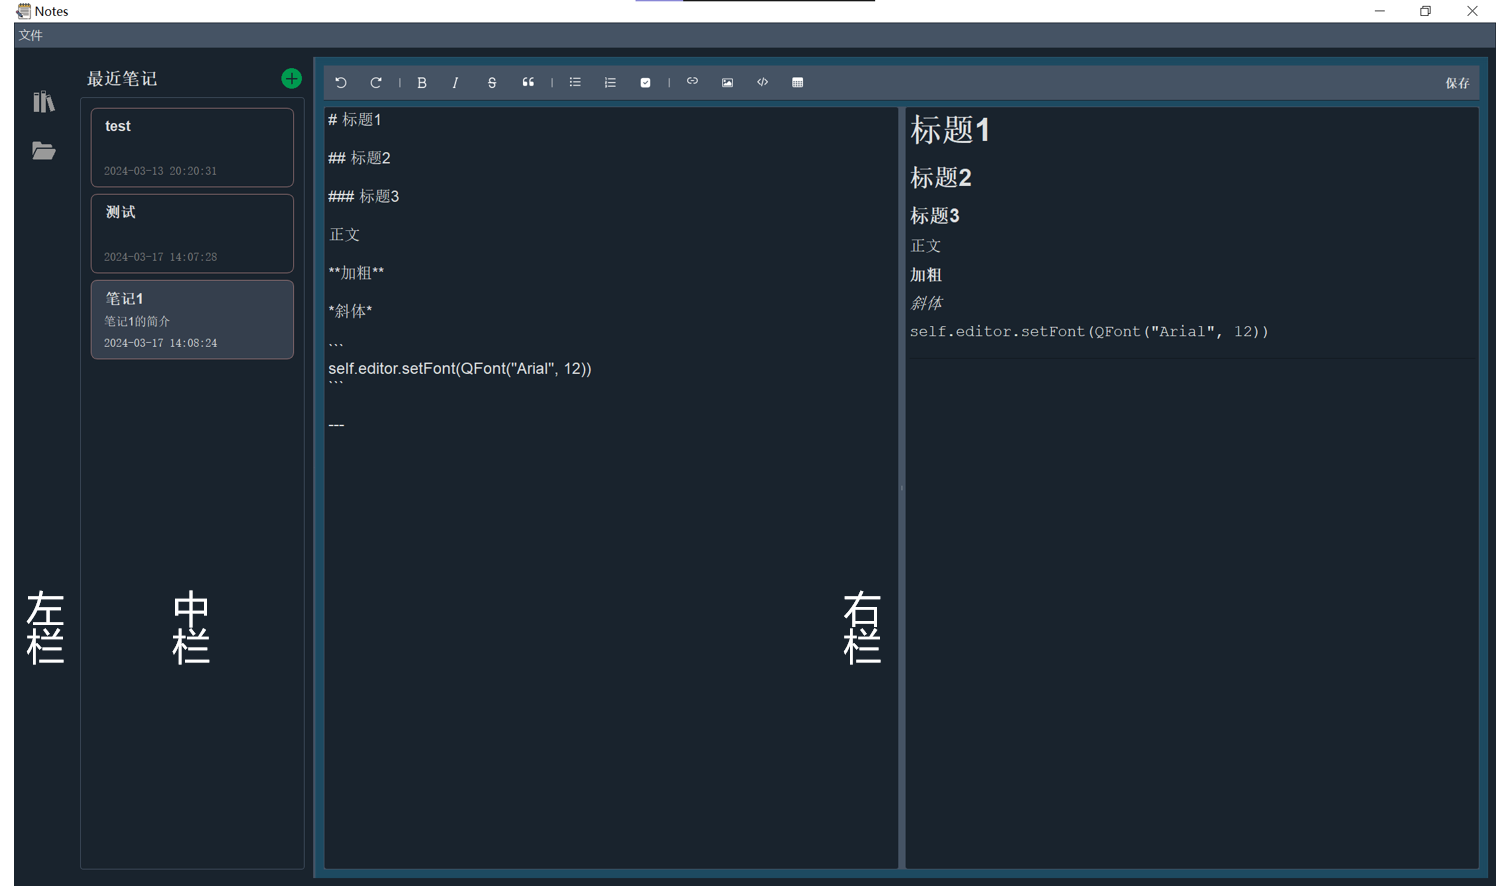 Notes
文件
最近笔记
test
2024-03-13 20:20:31
测试
2024-03-17 14:07:28
笔记1
笔记1的简介
2024-03-17 14:08:24
左栏
中栏
B I S
保存
# 标题1
## 标题2
### 标题3
正文
**加粗**
*斜体*
```
self.editor.setFont(QFont("Arial", 12))
```
---
右栏
标题1
标题2
标题3
正文
加粗
斜体
self.editor.setFont(QFont("Arial", 12))